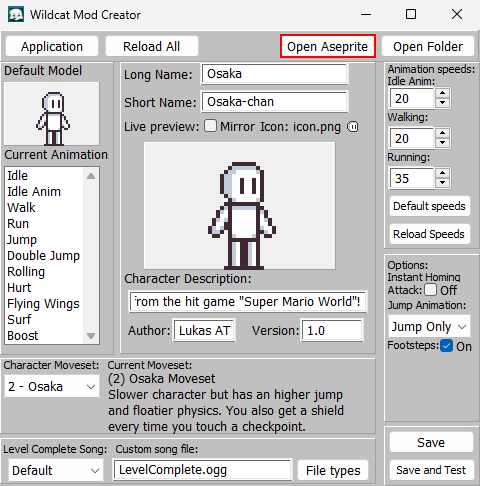 Wildcat Mod Creator
Application
Reload All
Open Aseprite
Open Folder
Default Model
Current Animation
Idle
Idle Anim
Walk
Run
Jump
Double Jump
Rolling
Hurt
Flying Wings
Surf
Boost
Long Name: Osaka
Short Name: Osaka-chan
Live preview: Mirror Icon: icon.png
Character Description:
from the hit game "Super Mario World"!
Author: Lukas AT Version: 1.0
Animation speeds:
Idle Anim:
20
Walking:
20
Running:
35
Default speeds
Reload Speeds
Options:
Instant Homing
Attack: Off
Jump Animation:
Jump Only
Footsteps: On
Character Moveset:
2 - Osaka
Current Moveset:
(2) Osaka Moveset
Slower character but has an higher jump
and floatier physics. You also get a shield
every time you touch a checkpoint.
Level Complete Song:
Default
Custom song file:
LevelComplete.ogg
File types
Save
Save and Test